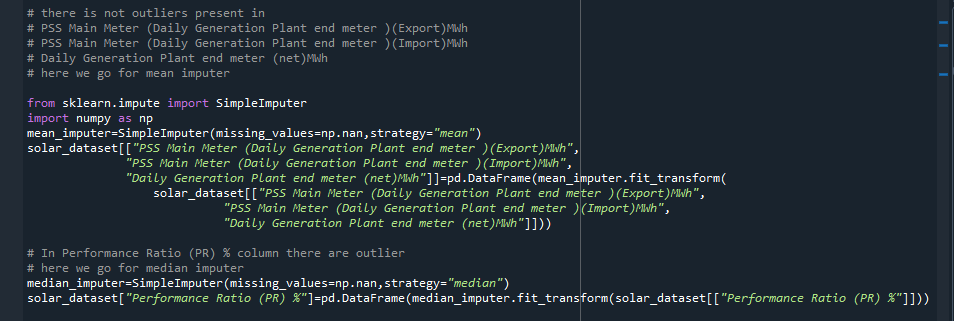 # there is not outliers present in
# PSS Main Meter (Daily Generation Plant end meter )(Export)MWh
# PSS Main Meter (Daily Generation Plant end meter )(Import)MWh
# Daily Generation Plant end meter (net)MWh
# here we go for mean imputer
from sklearn.impute import SimpleImputer
import numpy as np
mean_imputer=SimpleImputer(missing_values=np.nan,strategy="mean")
solar_dataset[["PSS Main Meter (Daily Generation Plant end meter )(Export)MWh",
"PSS Main Meter (Daily Generation Plant end meter )(Import)MWh",
"Daily Generation Plant end meter (net)MWh"]]=pd.DataFrame(mean_imputer.fit_transform(
solar_dataset[["PSS Main Meter (Daily Generation Plant end meter )(Export)MWh",
"PSS Main Meter (Daily Generation Plant end meter )(Import)MWh",
"Daily Generation Plant end meter (net)MWh"]]))
# In Performance Ratio (PR) % column there are outlier
# here we go for median imputer
median_imputer=SimpleImputer(missing_values=np.nan,strategy="median")
solar_dataset["Performance Ratio (PR) %"]=pd.DataFrame(median_imputer.fit_transform(solar_dataset[["Performance Ratio (PR) %"]]))